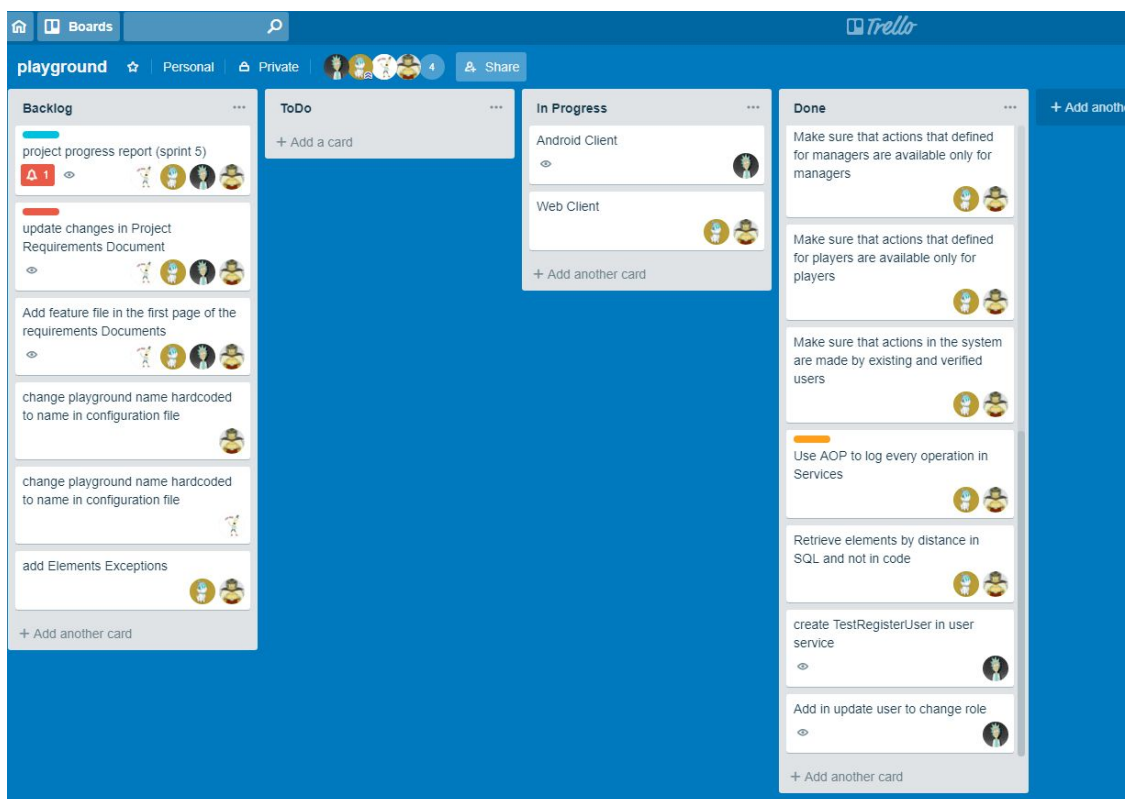 Boards
Trello
playground
Personal
Private
4
Share
Backlog
project progress report (sprint 5)
1
update changes in Project
Requirements Document
Add feature file in the first page of the
requirements Documents
change playground name hardcoded
to name in configuration file
change playground name hardcoded
to name in configuration file
add Elements Exceptions
+ Add another card
ToDo
+ Add a card
In Progress
Android Client
Web Client
+ Add another card
Done
Make sure that actions that defined
for managers are available only for
managers
Make sure that actions that defined
for players are available only for
players
Make sure that actions in the system
are made by existing and verified
users
Use AOP to log every operation in
Services
Retrieve elements by distance in
SQL and not in code
create TestRegisterUser in user
service
Add in update user to change role
+ Add another card
+ Add anoth